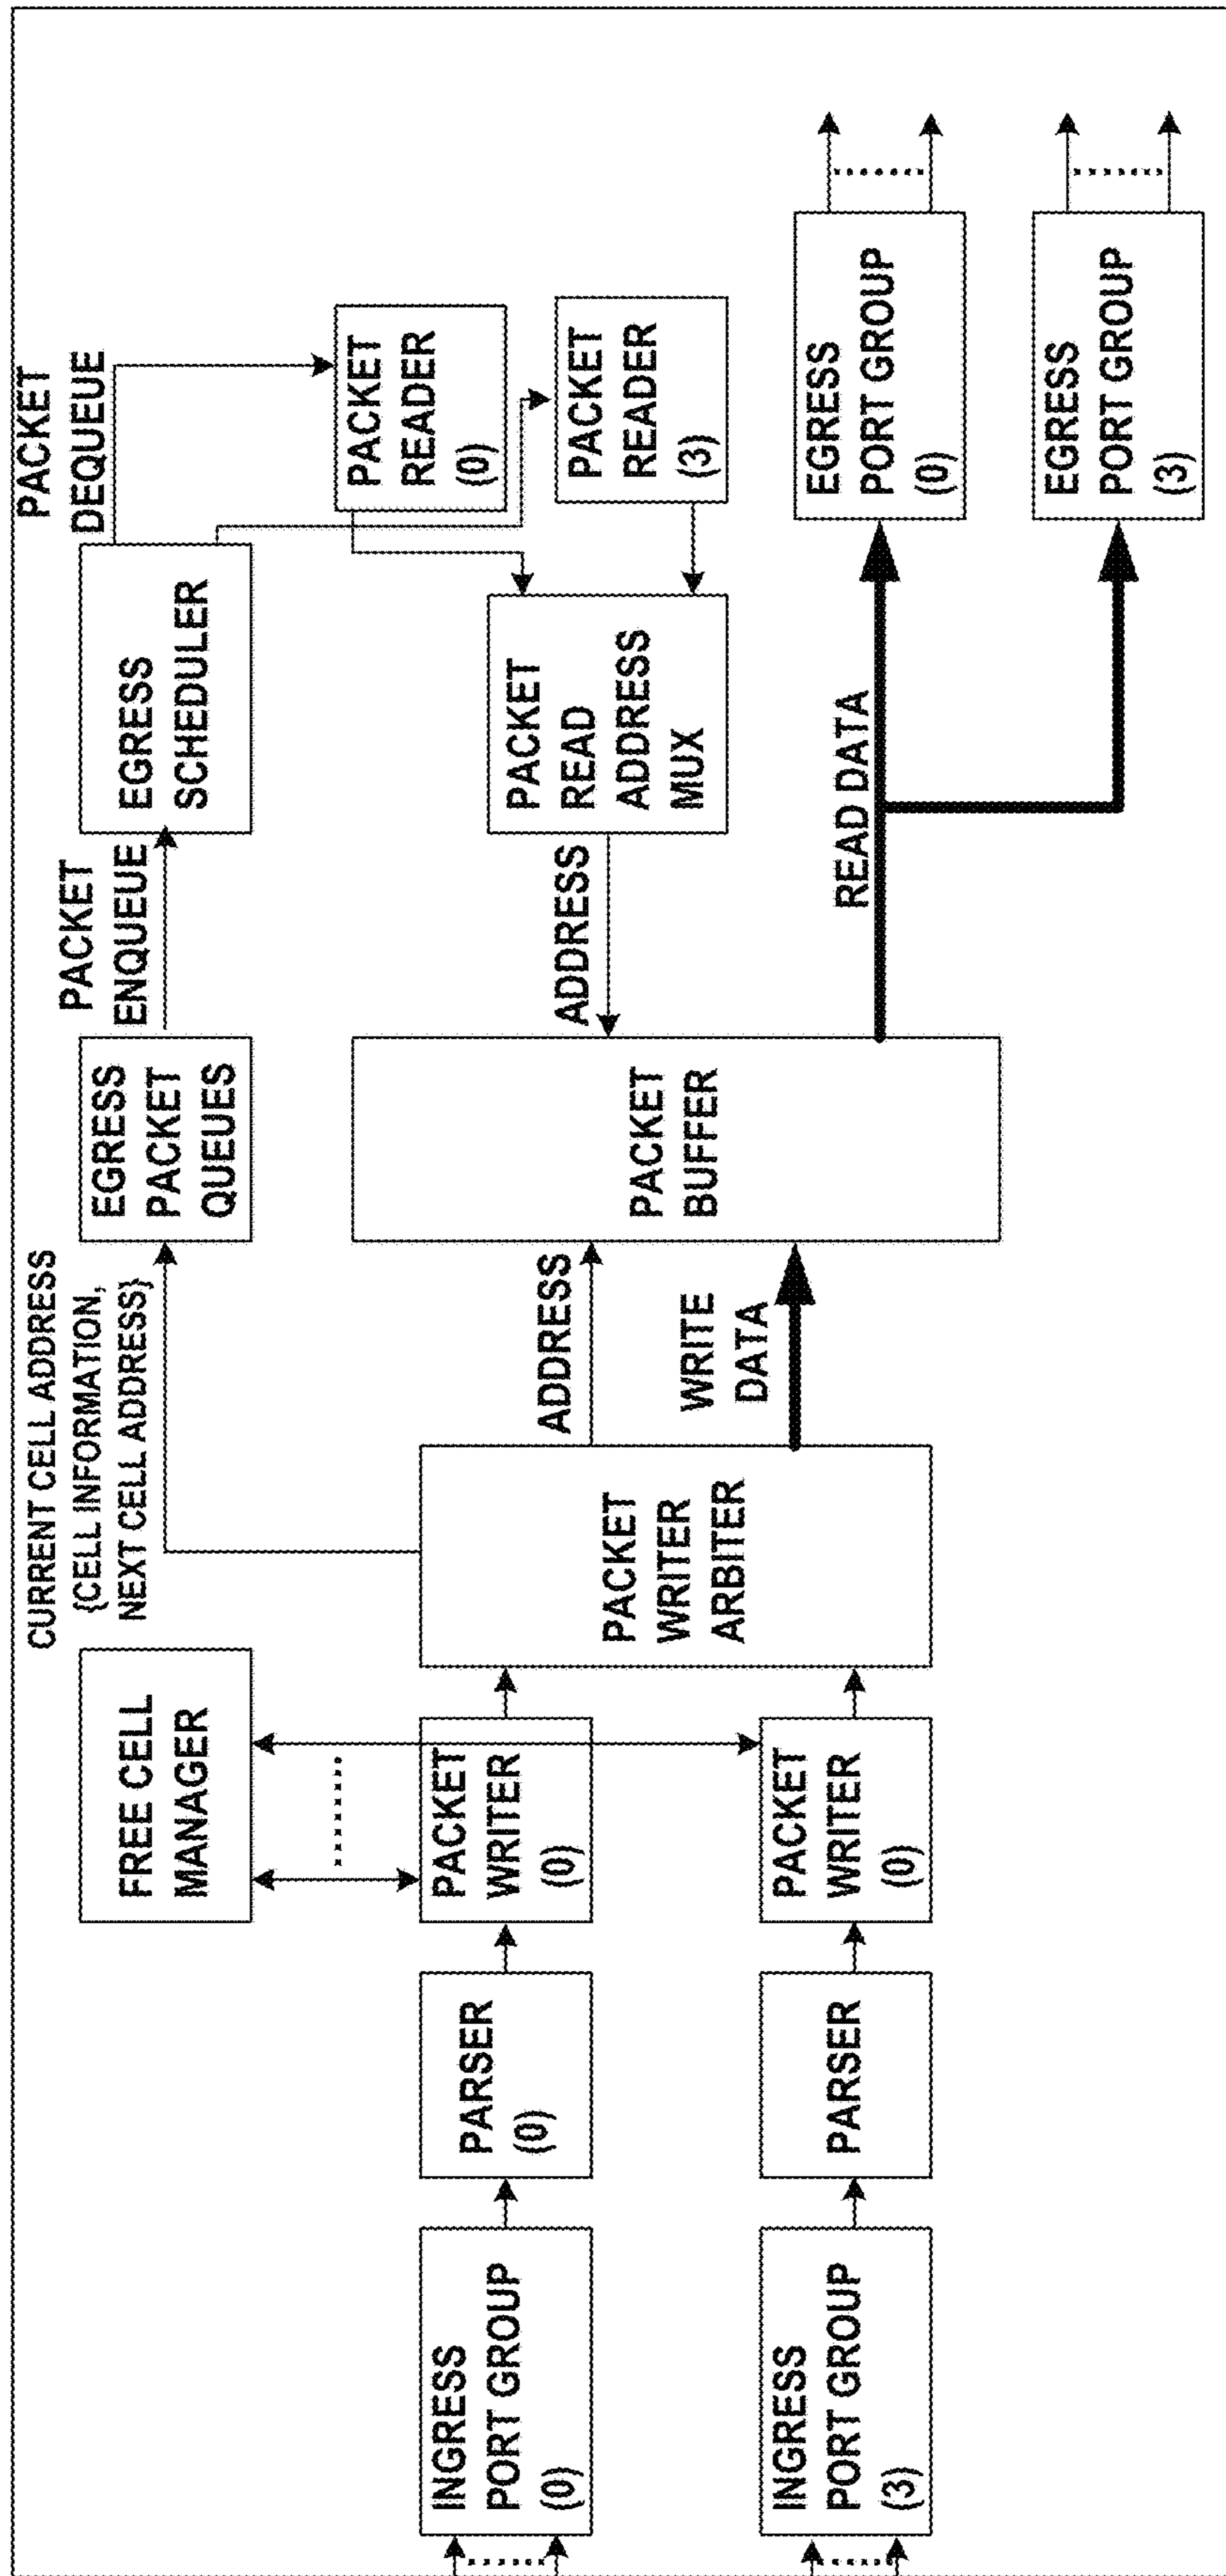 CURRENT CELL ADDRESS
{CELL INFORMATION,
NEXT CELL ADDRESS}
FREE CELL
MANAGER
EGRESS
PACKET
QUEUES
PACKET
ENQUEUE
EGRESS
SCHEDULER
PACKET
DEQUEUE
INGRESS
PORT GROUP
(0)
PARSER
(0)
PACKET
WRITER
(0)
INGRESS
PORT GROUP
(3)
PARSER
PACKET
WRITER
(0)
PACKET
WRITER
ARBITER
ADDRESS
WRITE
DATA
PACKET
BUFFER
ADDRESS
PACKET
READ
ADDRESS
MUX
PACKET
READER
(0)
PACKET
READER
(3)
READ DATA
EGRESS
PORT GROUP
(0)
EGRESS
PORT GROUP
(3)